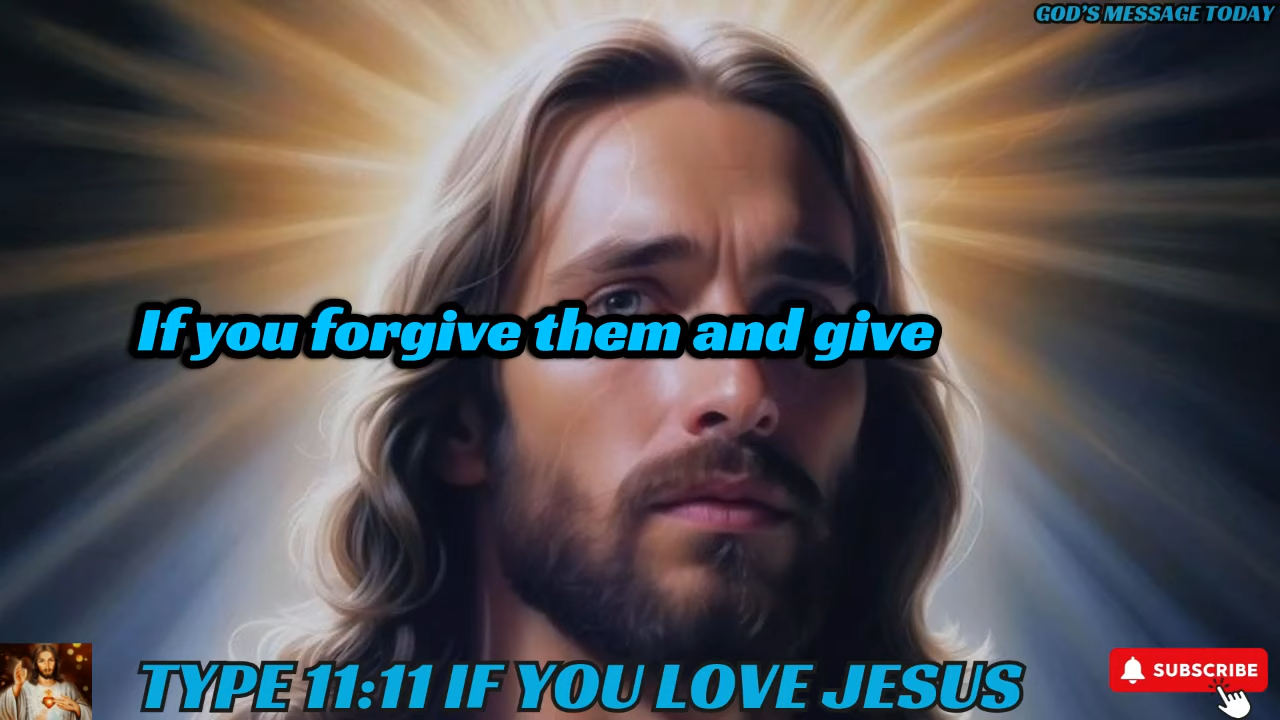 GOD'S MESSAGE TODAY
If you forgive them and give
TYPE 11:11 IF YOU LOVE JESUS
SUBSCRIBE